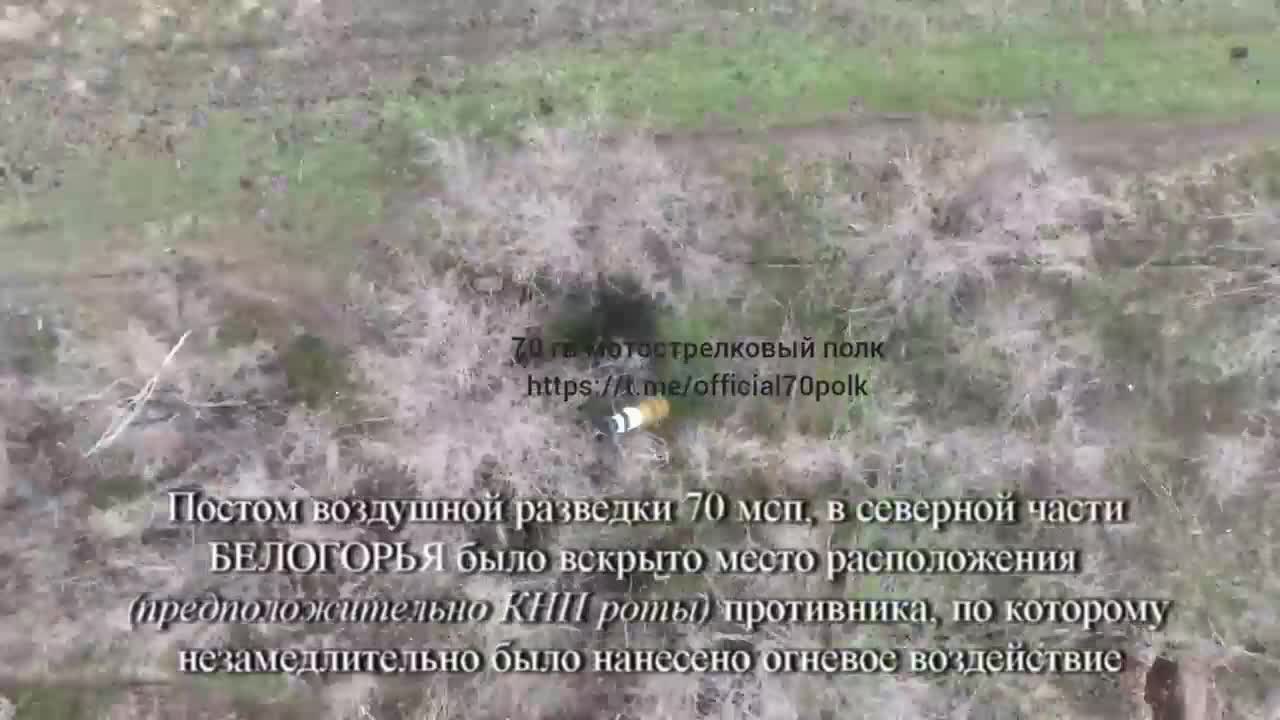 70 гв мотострелковый полк
https://t.me/official70polk
Постом воздушной разведки 70 мсп, в северной части
БЕЛОГОРЬЯ было вскрыто место расположения
(предположительно КНП роты) противника, по которому
незамедлительно было нанесено огневое воздействие